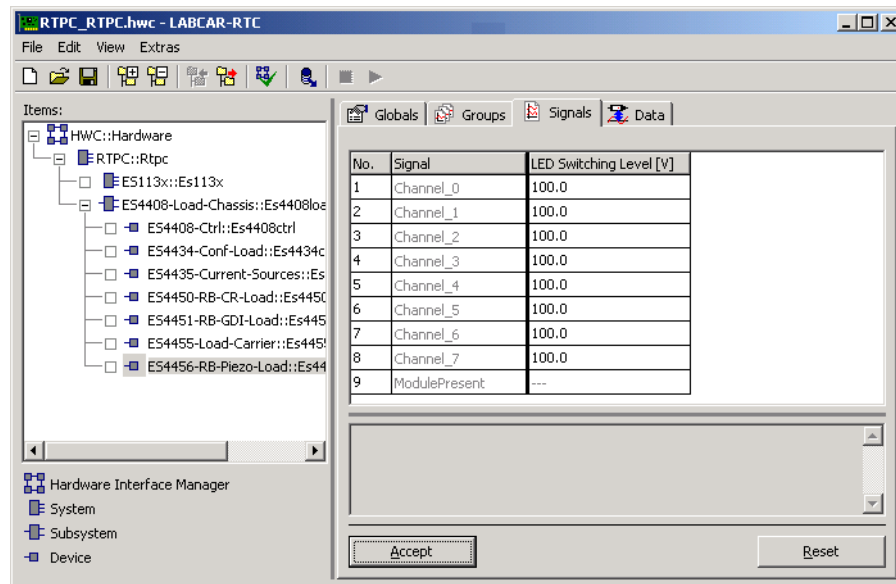 RTPC_RTPC.hwc - LABCAR-RTC
File Edit View Extras
Items:
HWC::Hardware
RTPC::Rtpc
ES113x::Es113x
ES4408-Load-Chassis::Es4408loa
ES4408-Ctrl::Es4408ctrl
ES4434-Conf-Load::Es4434c
ES4435-Current-Sources::Es
ES4450-RB-CR-Load::Es4450
ES4451-RB-GDI-Load::Es445
ES4455-Load-Carrier::Es445
ES4456-RB-Piezo-Load::Es44
Hardware Interface Manager
System
Subsystem
Device
Globals Groups Signals Data
No. Signal LED Switching Level [V]
1 Channel_0 100.0
2 Channel_1 100.0
3 Channel_2 100.0
4 Channel_3 100.0
5 Channel_4 100.0
6 Channel_5 100.0
7 Channel_6 100.0
8 Channel_7 100.0
9 ModulePresent ---
Accept Reset